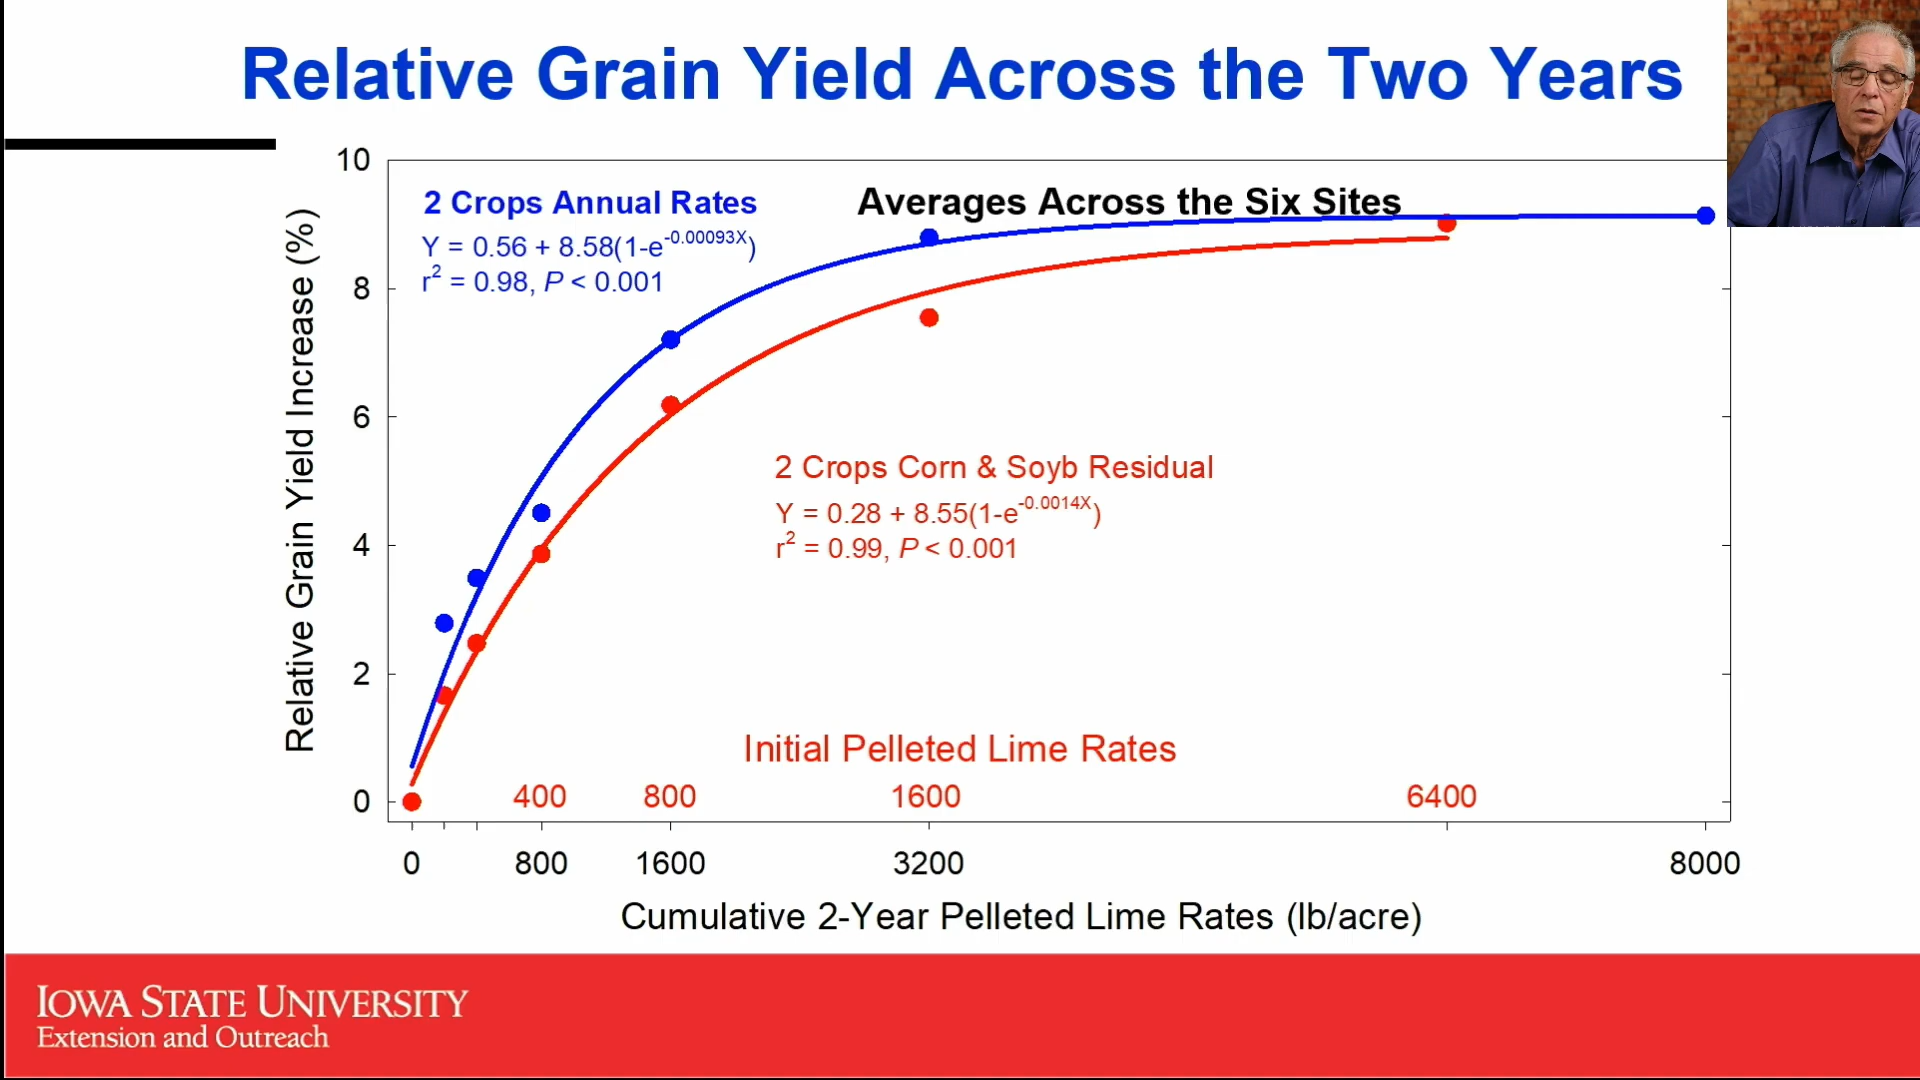 Relative Grain Yield Across the Two Years
10
8
6
4
2
0
Relative Grain Yield Increase (%)
2 Crops Annual Rates
Y = 0.56 + 8.58(1-e^-0.00093X)
r^2 = 0.98, P < 0.001
Averages Across the Six Sites
2 Crops Corn & Soyb Residual
Y = 0.28 + 8.55(1-e^-0.0014X)
r^2 = 0.99, P < 0.001
Initial Pelleted Lime Rates
400 800 1600 6400
0 800 1600 3200 8000
Cumulative 2-Year Pelleted Lime Rates (lb/acre)
IOWA STATE UNIVERSITY
Extension and Outreach